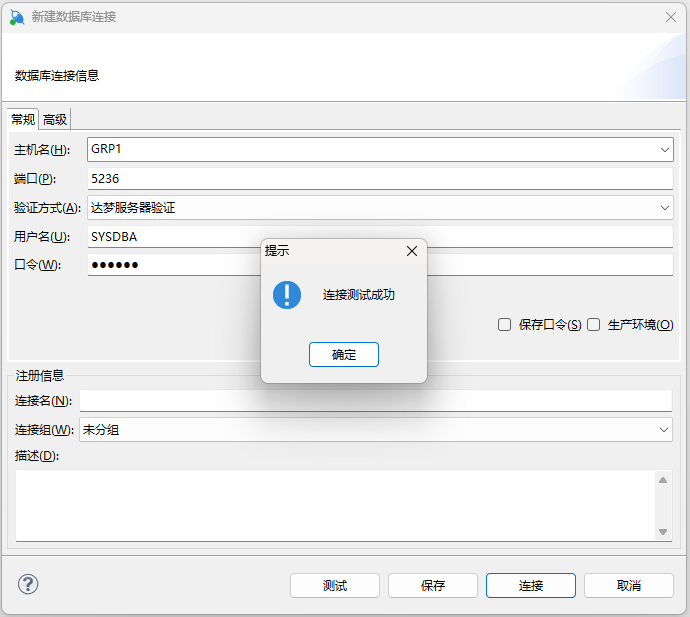 新建数据库连接
数据库连接信息
常规 高级
主机名(H): GRP1
端口(P): 5236
验证方式(A): 达梦服务器验证
用户名(U): SYSDBA
口令(W): ●●●●●●
提示
连接测试成功
确定
保存口令(S) 生产环境(O)
注册信息
连接名(N):
连接组(W): 未分组
描述(D):
测试 保存 连接 取消